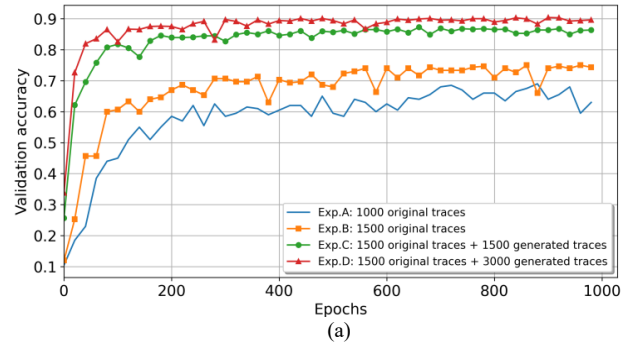 0.9
0.8
0.7
0.6
0.5
0.4
0.3
0.2
0.1
Validation accuracy
Exp.A: 1000 original traces
Exp.B: 1500 original traces
Exp.C: 1500 original traces + 1500 generated traces
Exp.D: 1500 original traces + 3000 generated traces
0 200 400 600 800 1000
Epochs
(a)